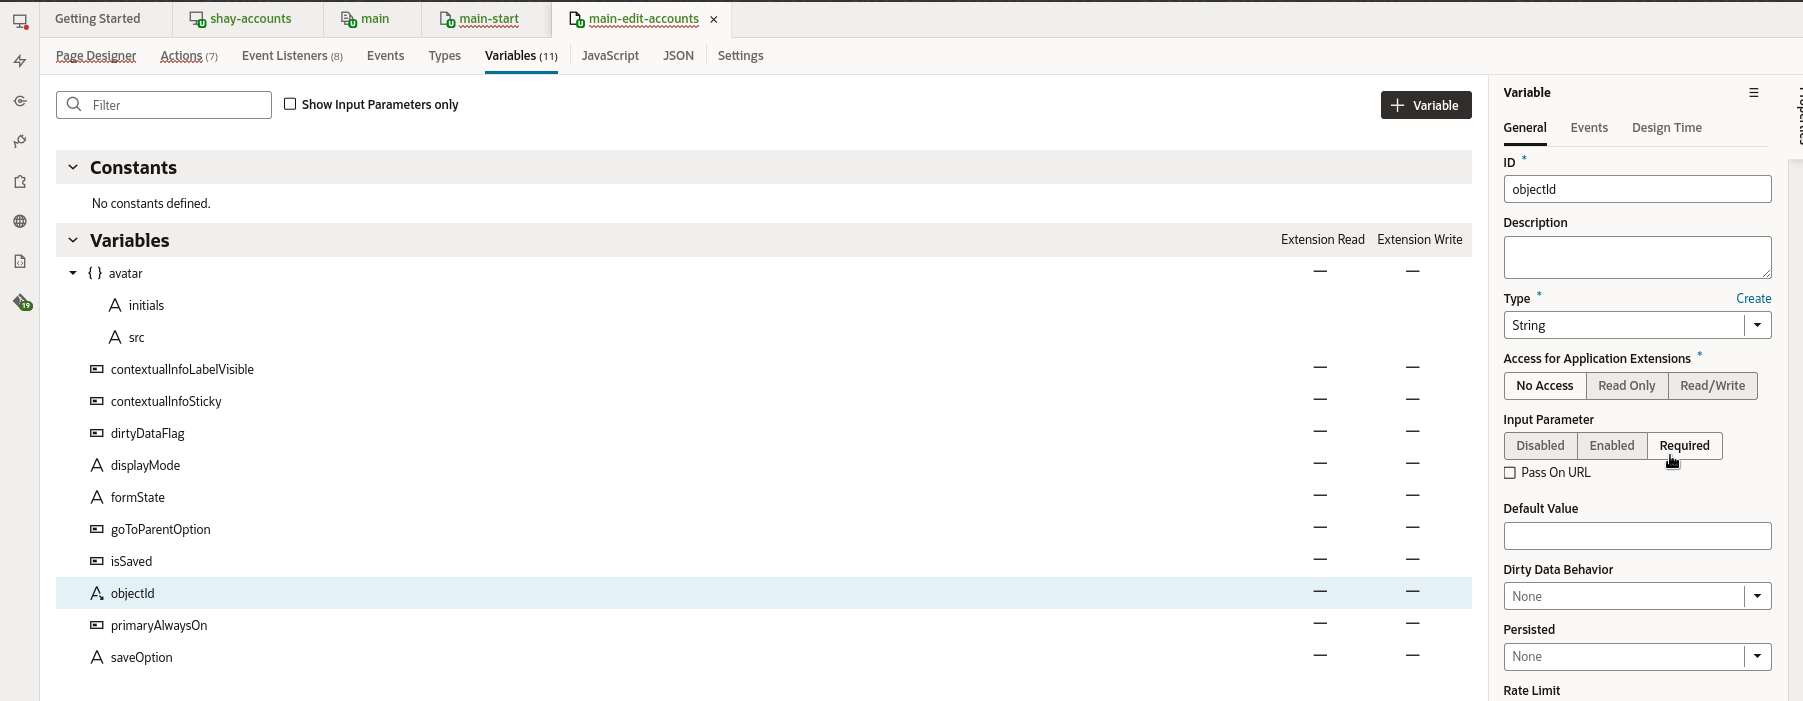 Getting Started shay-accounts main main-start main-edit-accounts
Page Designer Actions (7) Event Listeners (8) Events Types Variables (11) JavaScript JSON Settings
Filter Show Input Parameters only Variable
Constants
No constants defined.
Variables Extension Read Extension Write
avatar
initials
src
contextualInfoLabelVisible
contextualInfoSticky
dirtyDataFlag
displayMode
formState
goToParentOption
isSaved
objectId
primaryAlwaysOn
saveOption
19
Variable
General Events Design Time
ID *
objectId
Description
Type * Create
String
Access for Application Extensions *
No Access Read Only Read/Write
Input Parameter
Disabled Enabled Required
Pass On URL
Default Value
Dirty Data Behavior
None
Persisted
None
Rate Limit
Properties